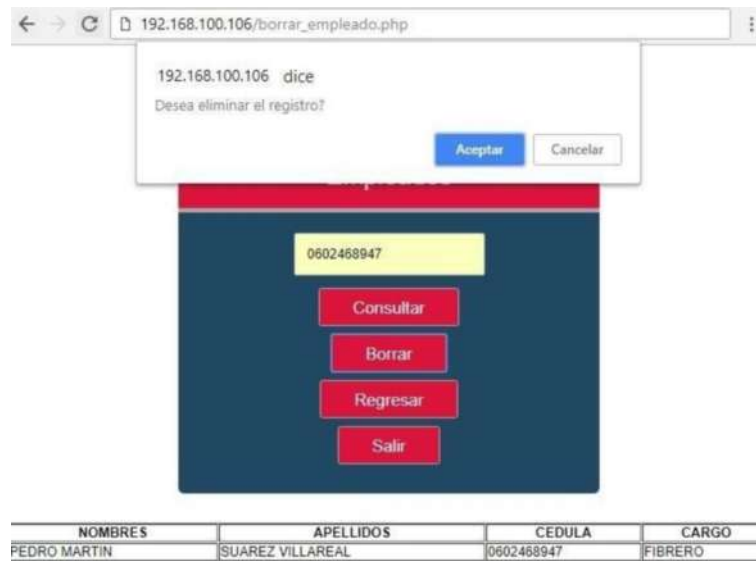 192.168.100.106/borrar_empleado.php
192.168.100.106 dice
Desea eliminar el registro?
Aceptar Cancelar
0602468947
Consultar
Borrar
Regresar
Salir
NOMBRES APELLIDOS CEDULA CARGO
PEDRO MARTIN SUAREZ VILLAREAL 0602468947 FIBRERO